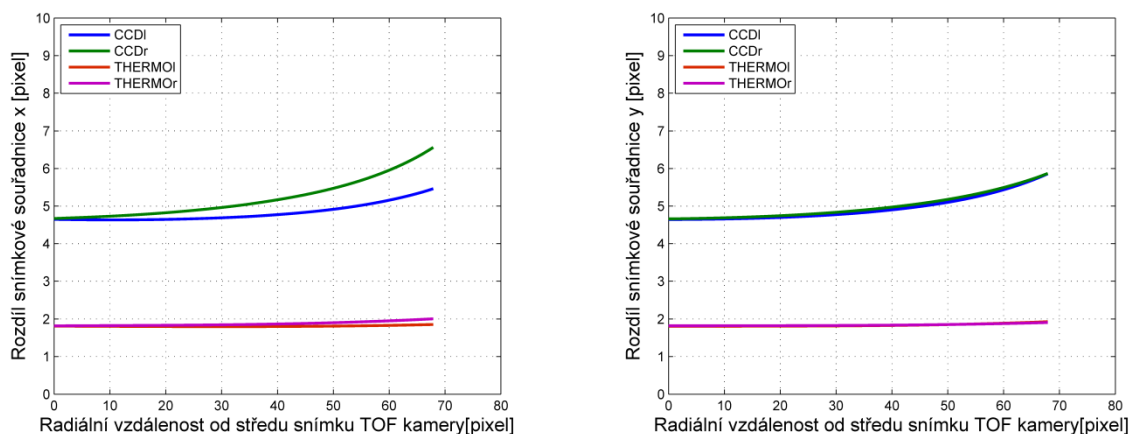 10
9
8
7
6
5
4
3
2
1
0
Rozdíl snímkové souřadnice x [pixel]
CCDl
CCDr
THERMOl
THERMOr
0 10 20 30 40 50 60 70 80
Radiální vzdálenost od středu snímku TOF kamery[pixel]
10
9
8
7
6
5
4
3
2
1
0
Rozdíl snímkové souřadnice y [pixel]
CCDl
CCDr
THERMOl
THERMOr
0 10 20 30 40 50 60 70 80
Radiální vzdálenost od středu snímku TOF kamery[pixel]